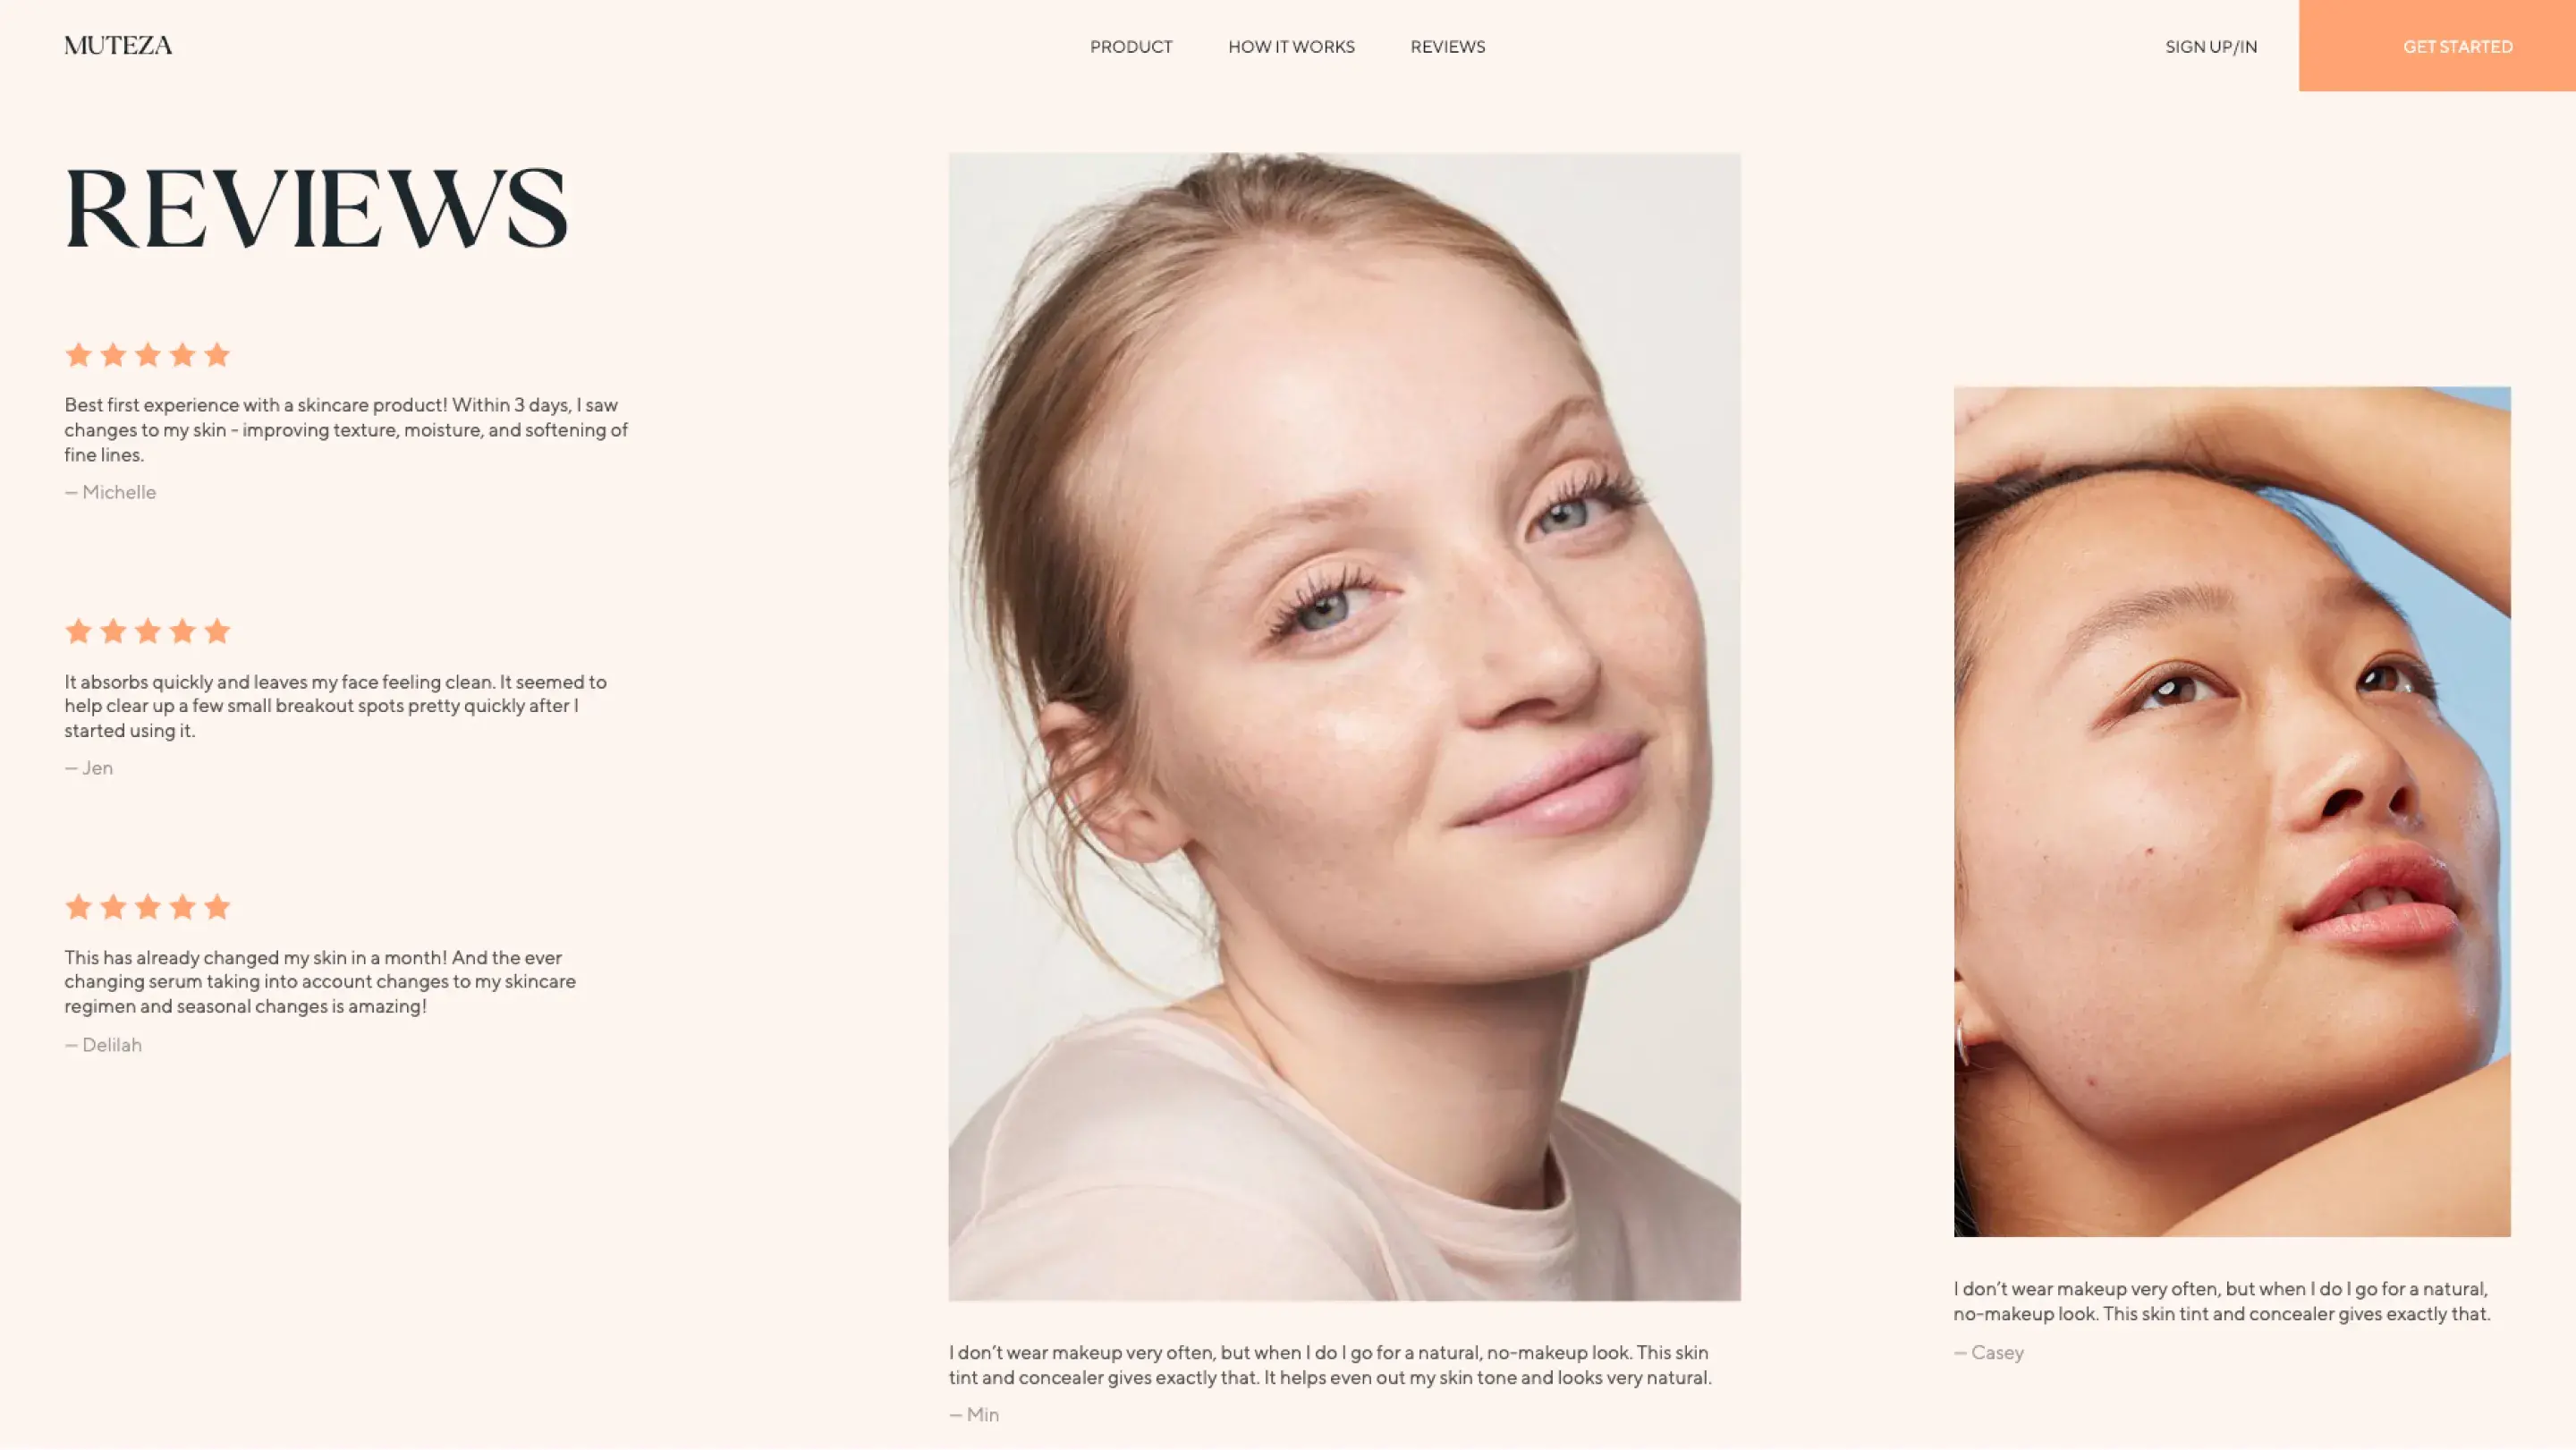 MUTEZA
PRODUCT
HOW IT WORKS
REVIEWS
SIGN UP/IN
GET STARTED
REVIEWS
Best first experience with a skincare product! Within 3 days, I saw
changes to my skin - improving texture, moisture, and softening of
fine lines.
— Michelle
It absorbs quickly and leaves my face feeling clean. It seemed to
help clear up a few small breakout spots pretty quickly after I
started using it.
— Jen
This has already changed my skin in a month! And the ever
changing serum taking into account changes to my skincare
regimen and seasonal changes is amazing!
— Delilah
I don’t wear makeup very often, but when I do I go for a natural, no-makeup look. This skin
tint and concealer gives exactly that. It helps even out my skin tone and looks very natural.
— Min
I don’t wear makeup very often, but when I do I go for a natural,
no-makeup look. This skin tint and concealer gives exactly that.
— Casey